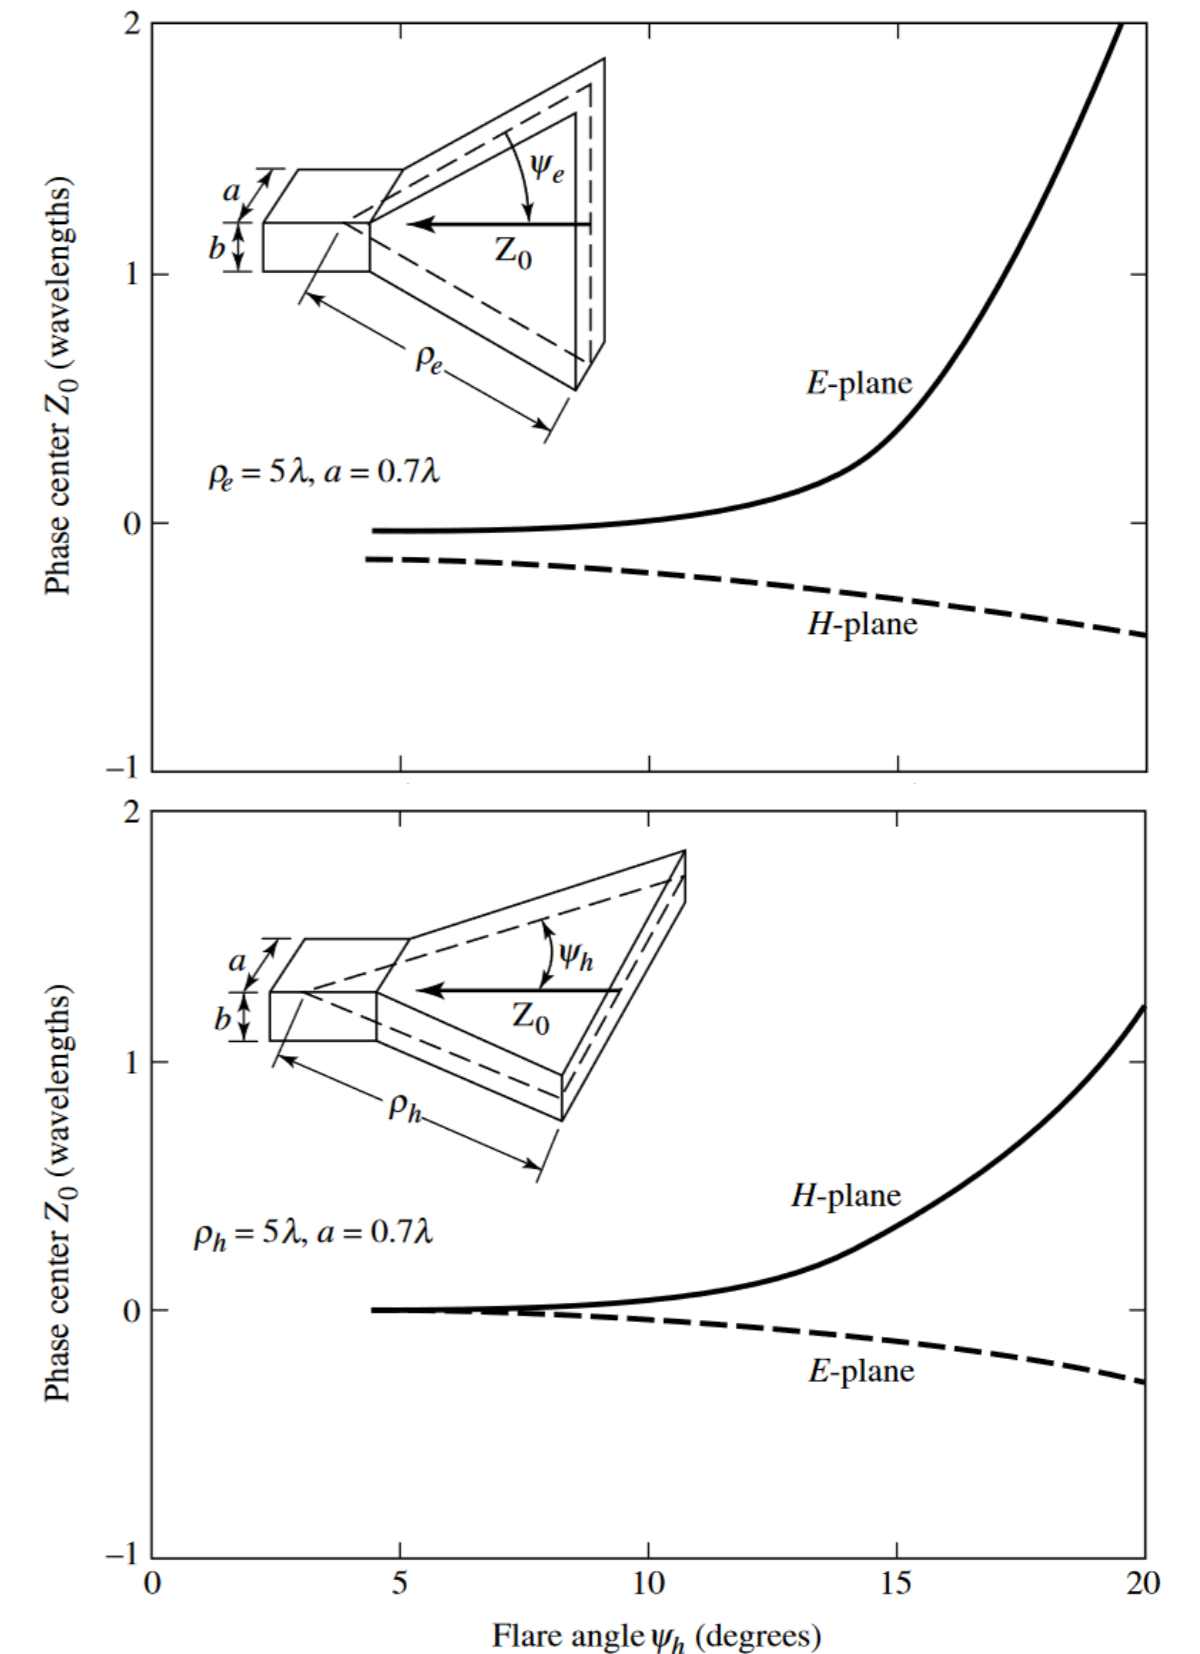 2
a
b
ψe
Z0
ρe
ρe = 5λ, a = 0.7λ
E-plane
H-plane
Phase center Z0 (wavelengths)
1
0
−1
2
a
b
ψh
Z0
ρh
ρh = 5λ, a = 0.7λ
H-plane
E-plane
Phase center Z0 (wavelengths)
1
0
−1
0 5 10 15 20
Flare angle ψh (degrees)